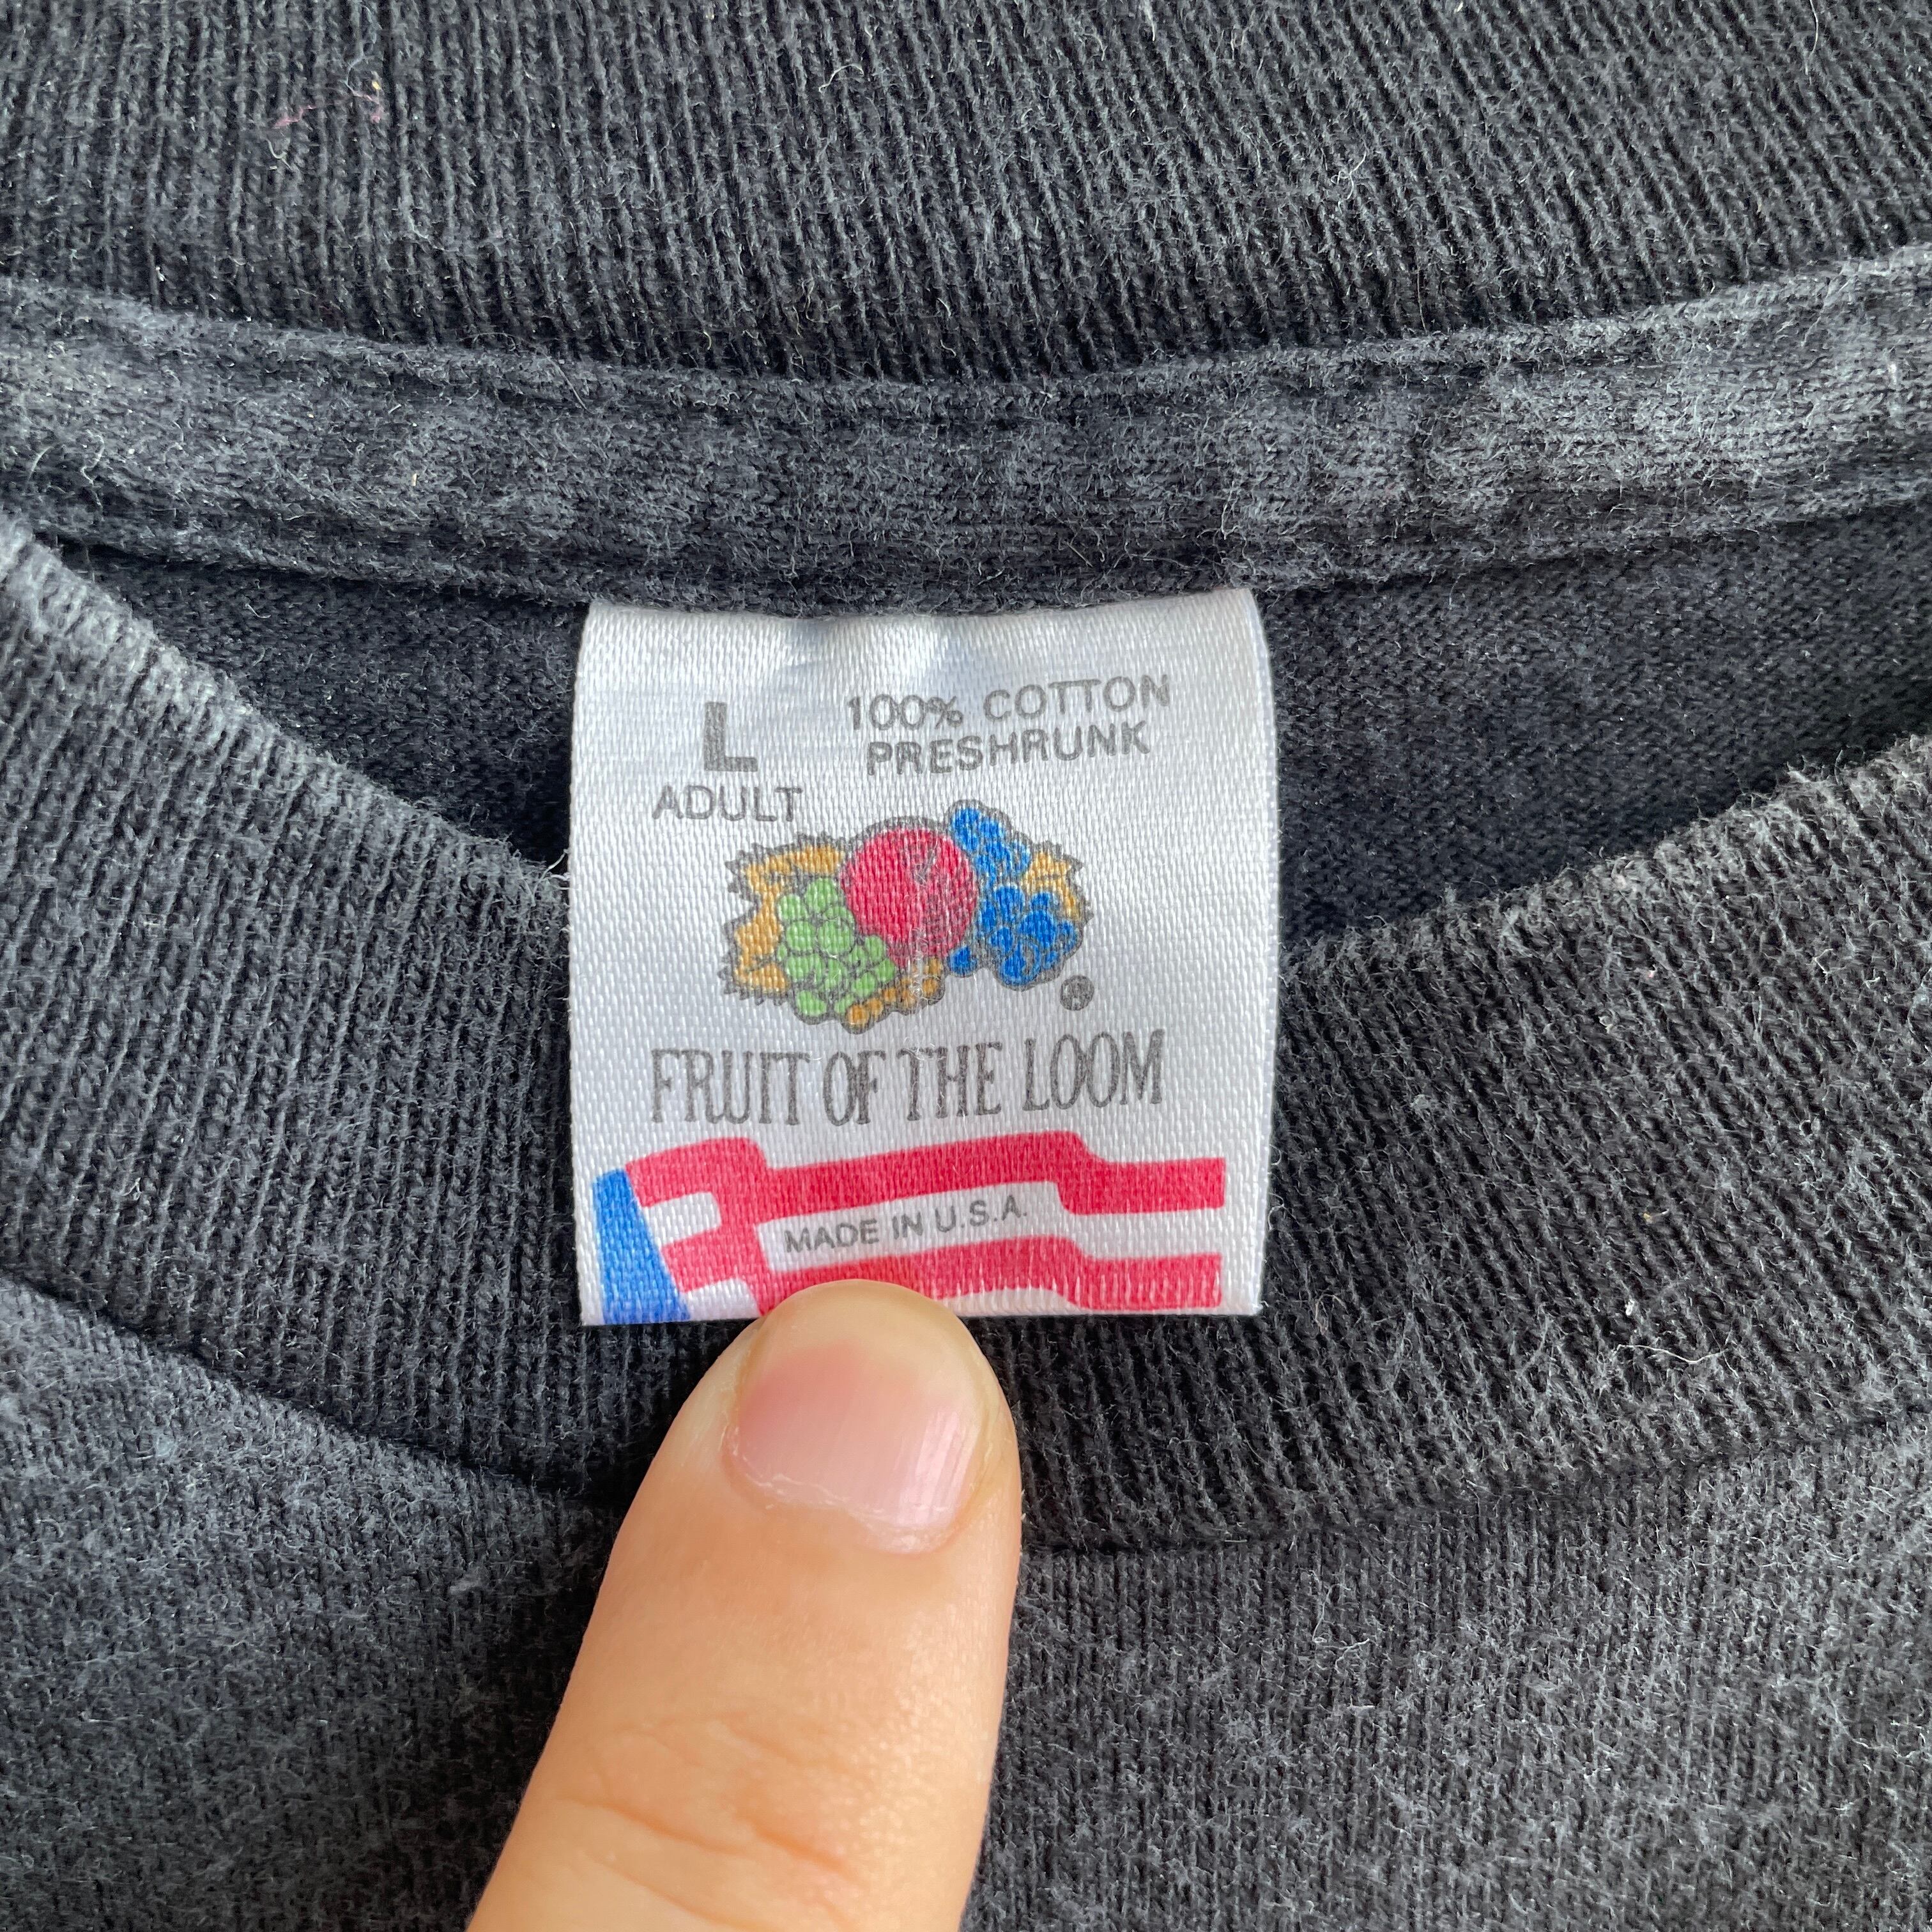 L
100% COTTON
PRESHRUNK
ADULT
®
FRUIT OF THE LOOM
MADE IN U.S.A.